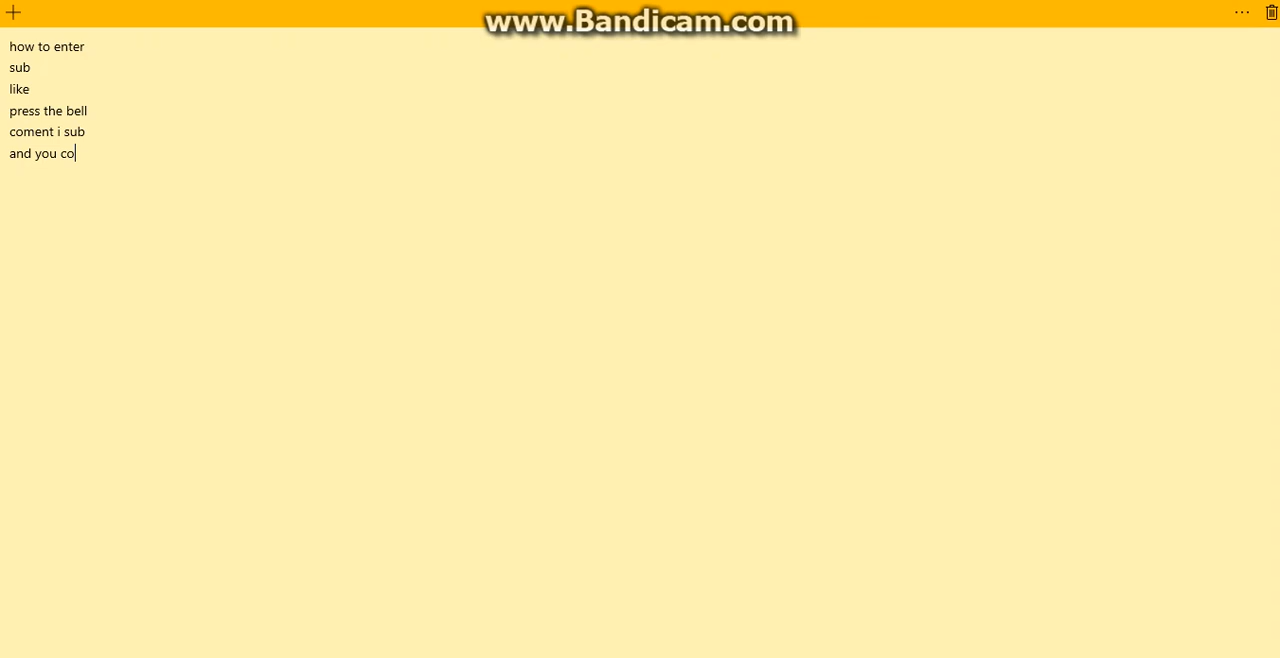 www.Bandicam.com
how to enter
sub
like
press the bell
coment i sub
and you co